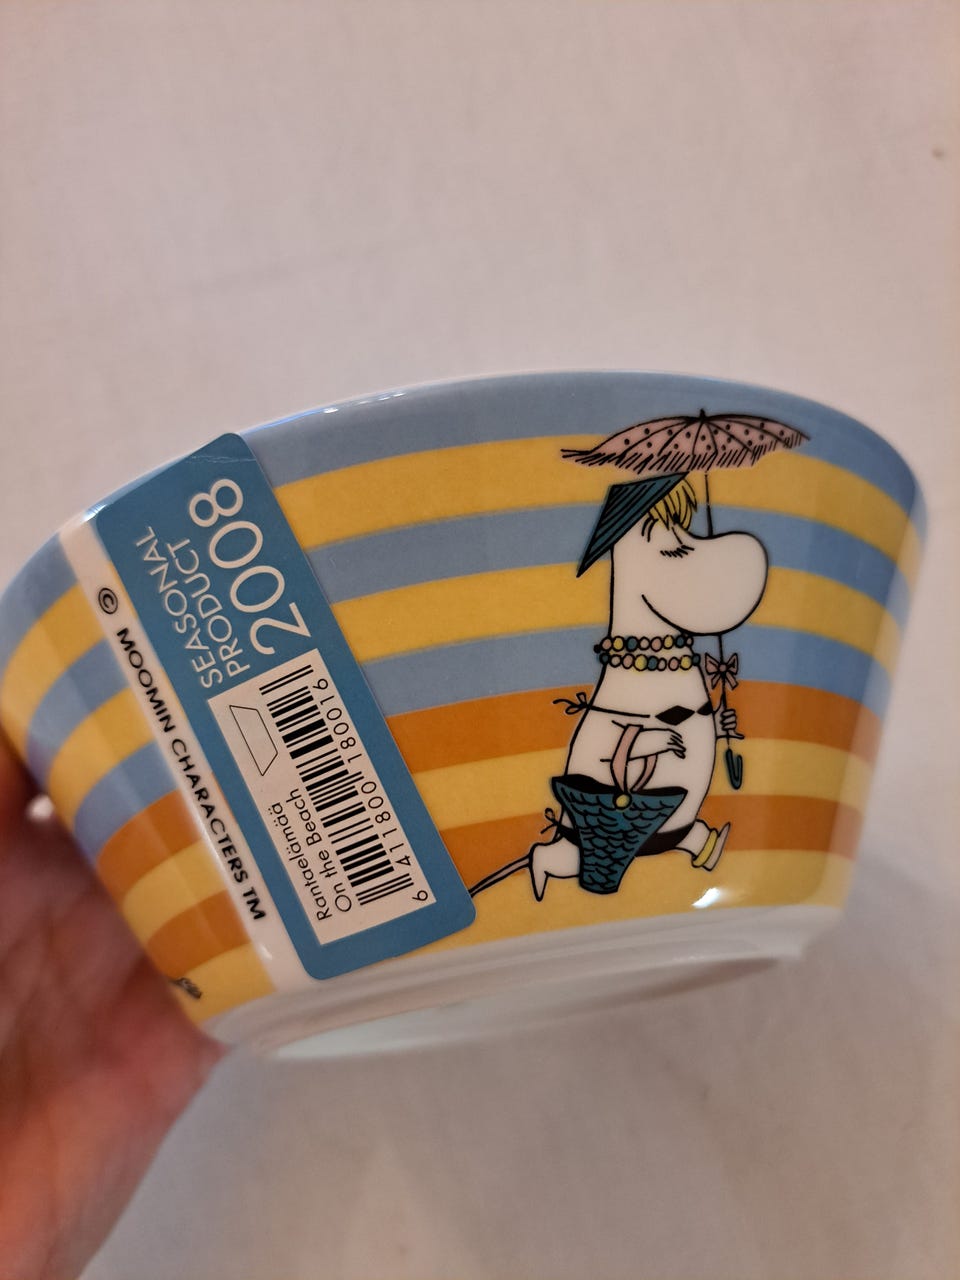 SEASONAL
PRODUCT
2008
Rantaelämää
On the Beach
6 411800 180016
© MOOMIN CHARACTERS TM